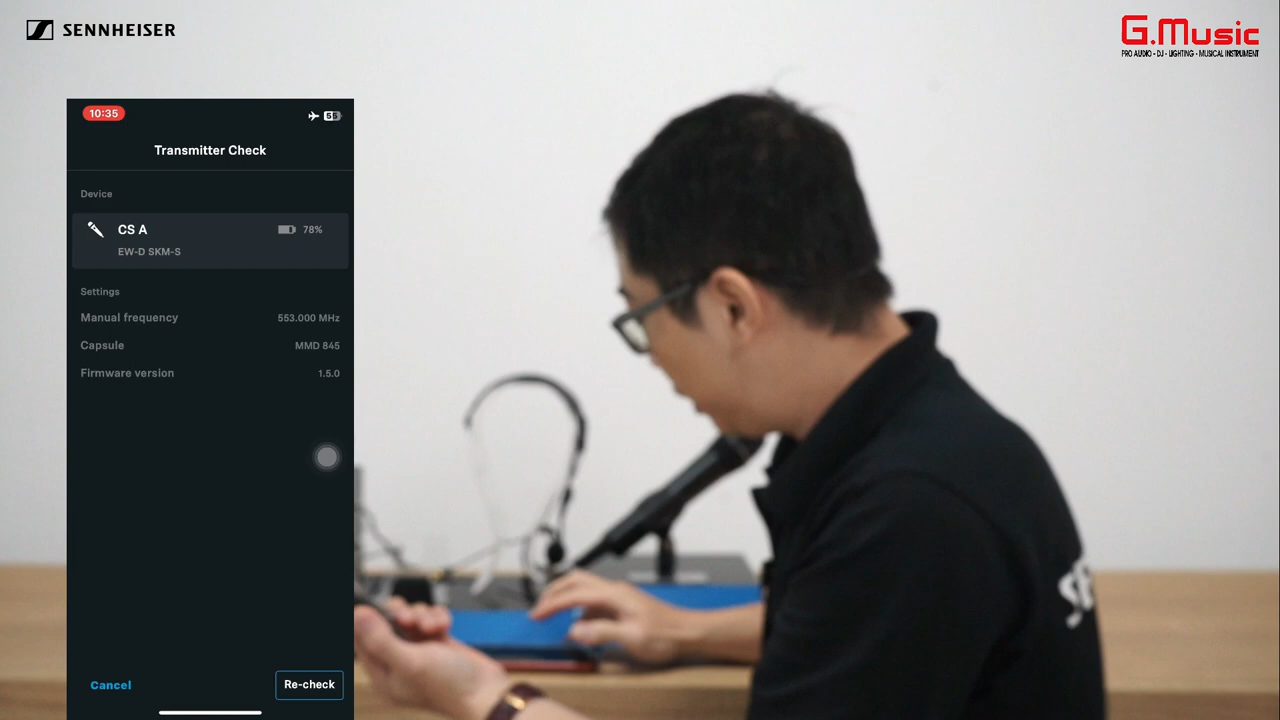 SENNHEISER
G.Music
PRO AUDIO • DJ • LIGHTING • MUSICAL INSTRUMENT
10:35
Transmitter Check
Device
CS A
78%
EW-D SKM-S
Settings
Manual frequency
553.000 MHz
Capsule
MMD 845
Firmware version
1.5.0
Cancel
Re-check